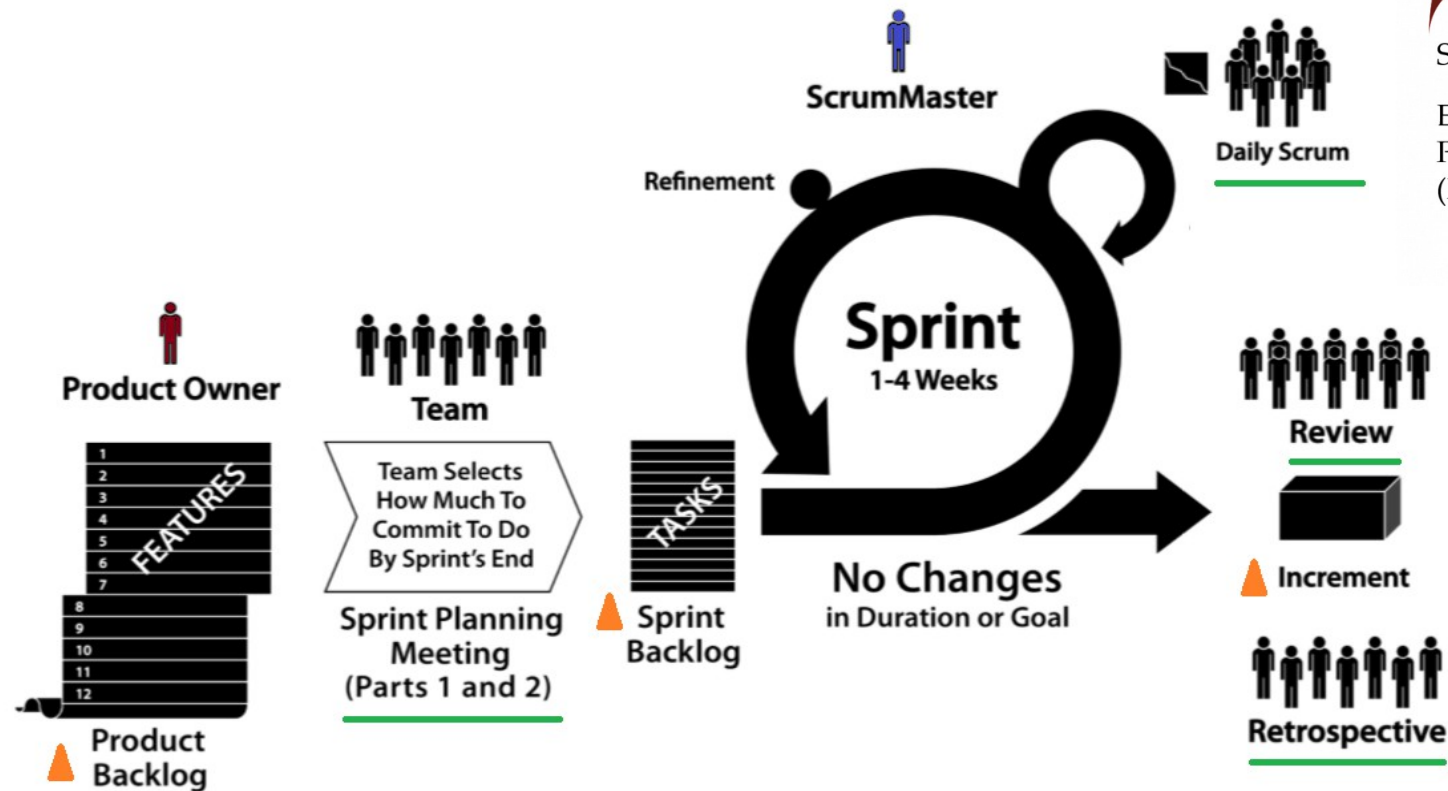 ScrumMaster
Daily Scrum
Refinement
Sprint
1-4 Weeks
Product Owner
Team
1
2
3
4
5
6
7
FEATURES
8
9
10
11
12
Product
Backlog
Team Selects
How Much To
Commit To Do
By Sprint's End
Sprint Planning
Meeting
(Parts 1 and 2)
TASKS
Sprint
Backlog
No Changes
in Duration or Goal
Review
Increment
Retrospective